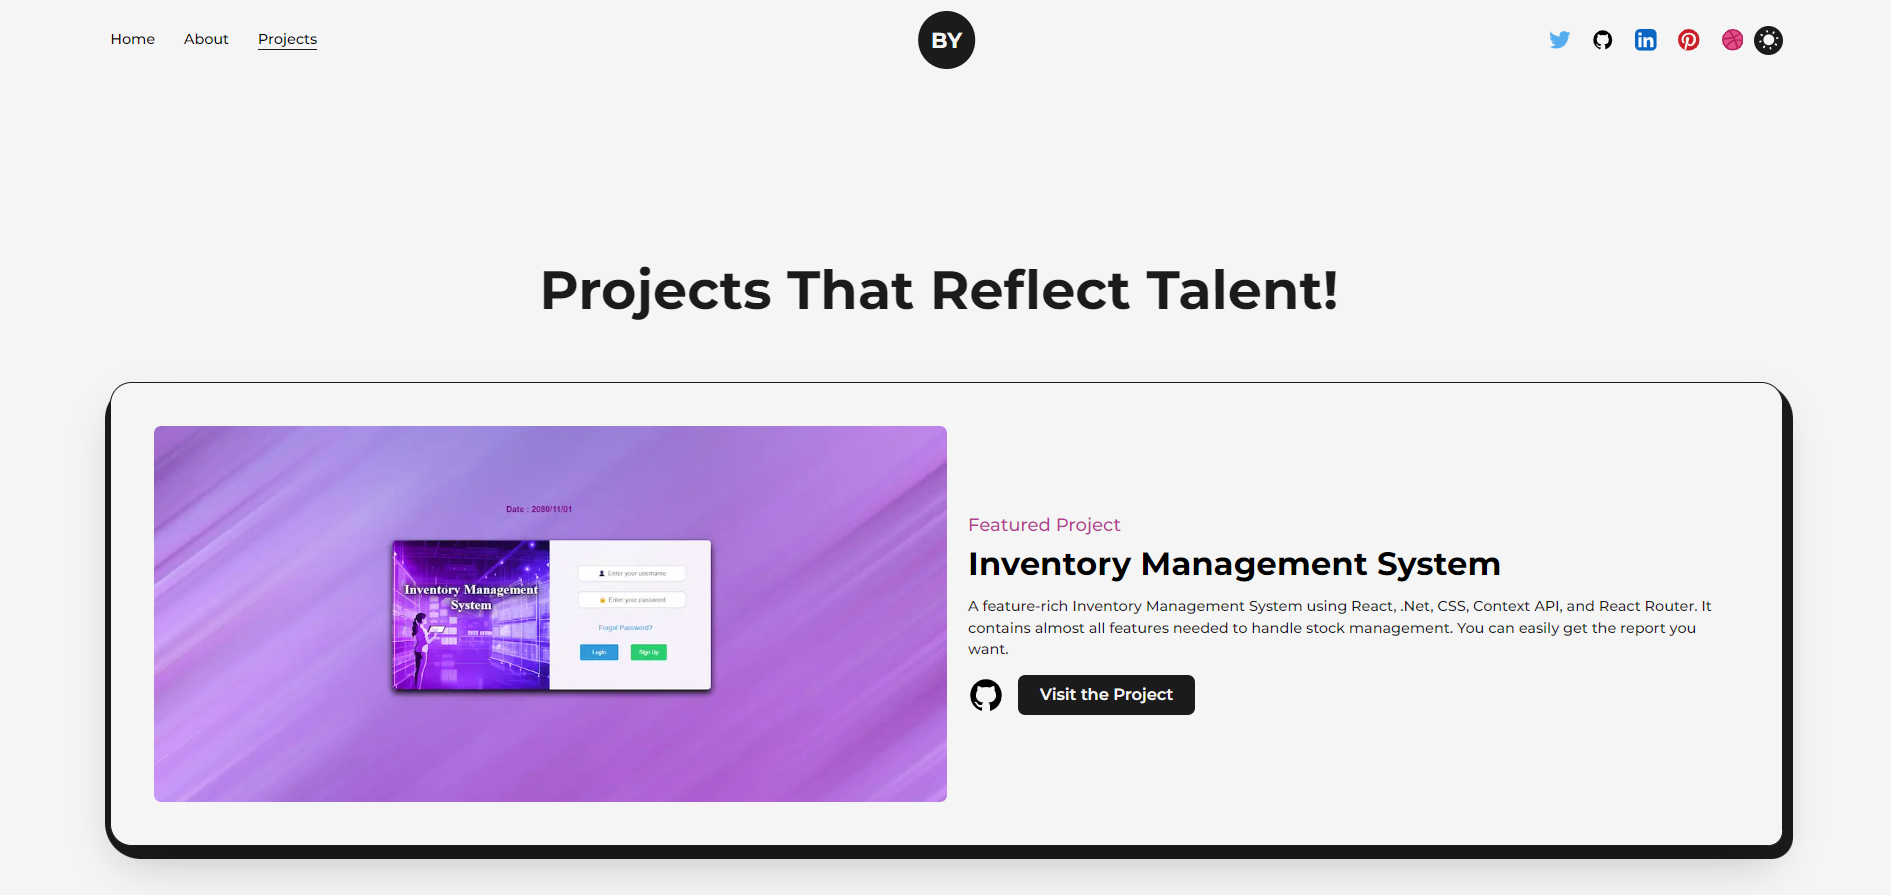 Home About Projects
BY
Projects That Reflect Talent!
Date : 2080/11/01
Inventory Management
System
Enter your username
Enter your password
Forgot Password?
Login Sign Up
Featured Project
Inventory Management System
A feature-rich Inventory Management System using React, .Net, CSS, Context API, and React Router. It
contains almost all features needed to handle stock management. You can easily get the report you
want.
Visit the Project